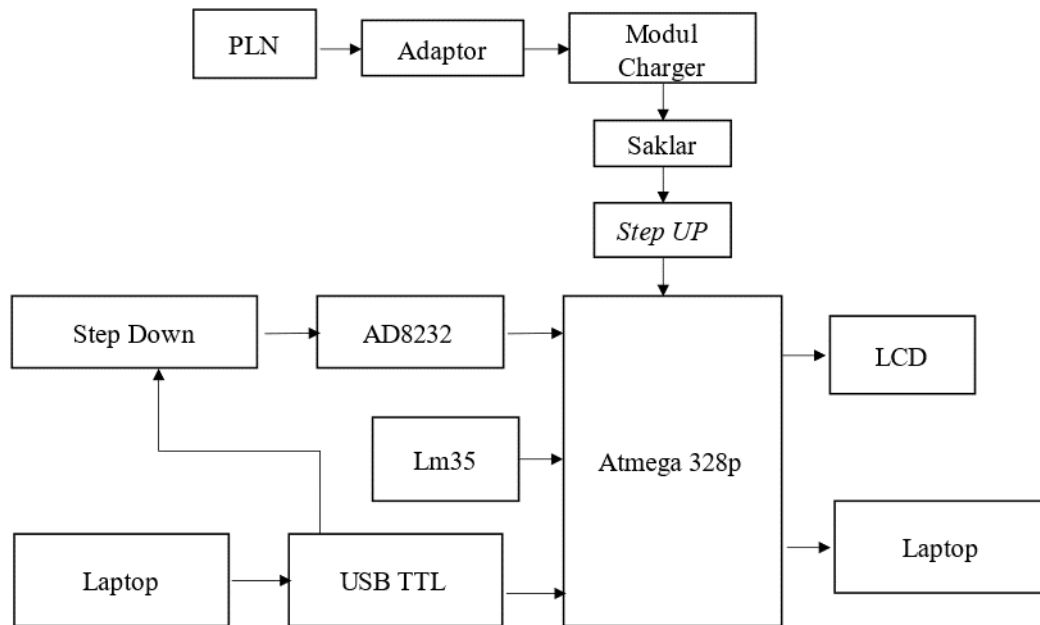 PLN
Adaptor
Modul
Charger
Saklar
Step UP
Step Down
AD8232
LCD
Lm35
Atmega 328p
Laptop
USB TTL
Laptop